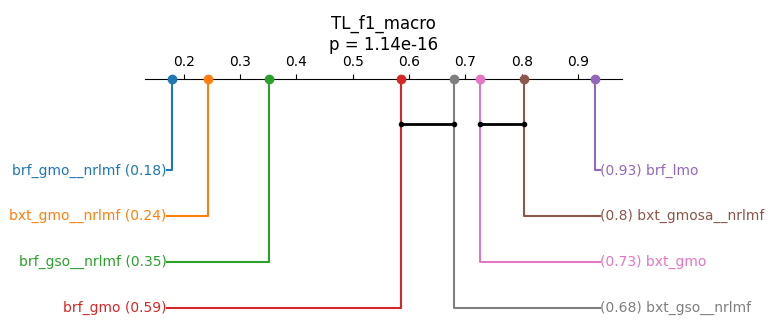 TL_f1_macro
p = 1.14e-16
0.2 0.3 0.4 0.5 0.6 0.7 0.8 0.9
brf_gmo__nrlmf (0.18) (0.93) brf_lmo
bxt_gmo__nrlmf (0.24) (0.8) bxt_gmosa__nrlmf
brf_gso__nrlmf (0.35) (0.73) bxt_gmo
brf_gmo (0.59) (0.68) bxt_gso__nrlmf